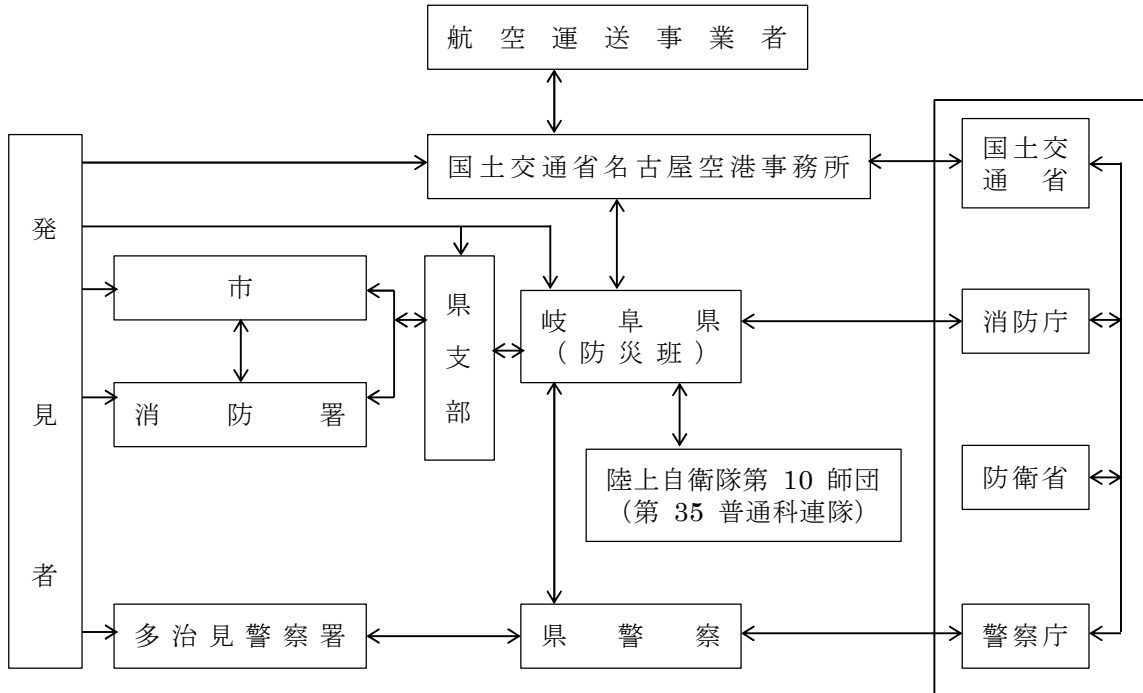 航空運送事業者
国土交通省名古屋空港事務所
国土交
通省
発見者
市
県支部
岐阜県
（防災班）
消防庁
消防署
陸上自衛隊第 10 師団
（第 35 普通科連隊）
防衛省
多治見警察署
県警察
警察庁